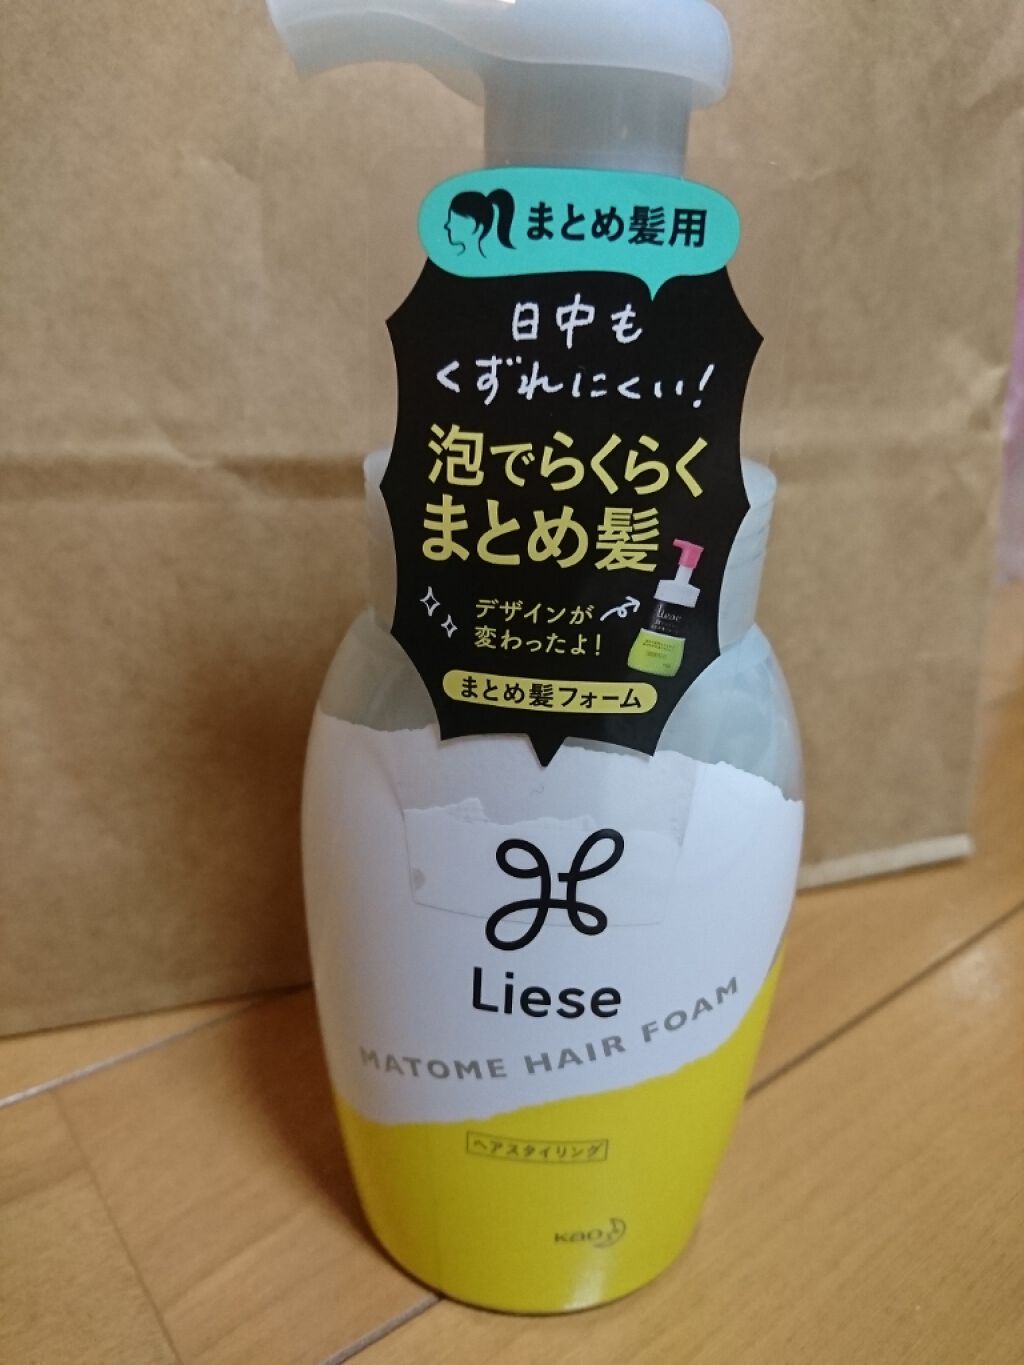 まとめ髪用
日中も
くずれにくい!
泡でらくらく
まとめ髪
デザインが
変わったよ!
Liese
まとめ髪フォーム
Liese
MATOME HAIR FOAM
ヘアスタイリング
Kao